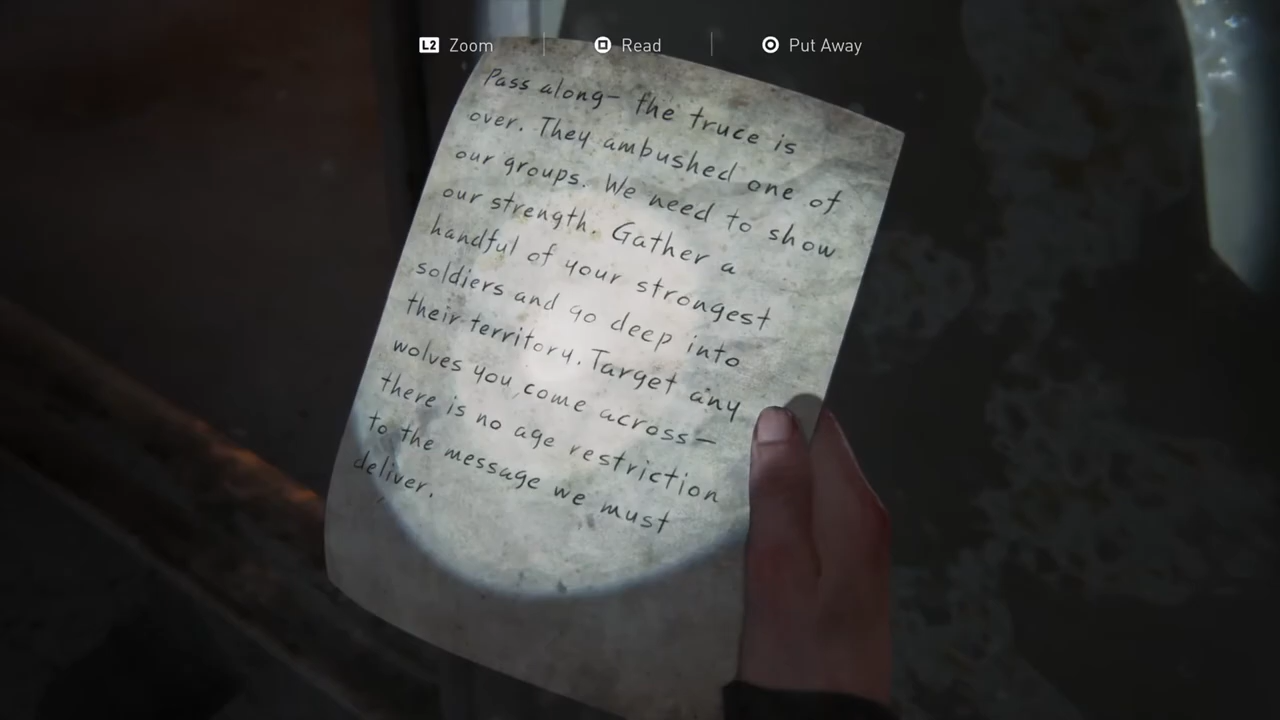 L2 Zoom Read Put Away
Pass along- the truce is
over. They ambushed one of
our groups. We need to show
our strength. Gather a
handful of your strongest
soldiers and go deep into
their territory. Target any
wolves you come across-
there is no age restriction
to the message we must
deliver.